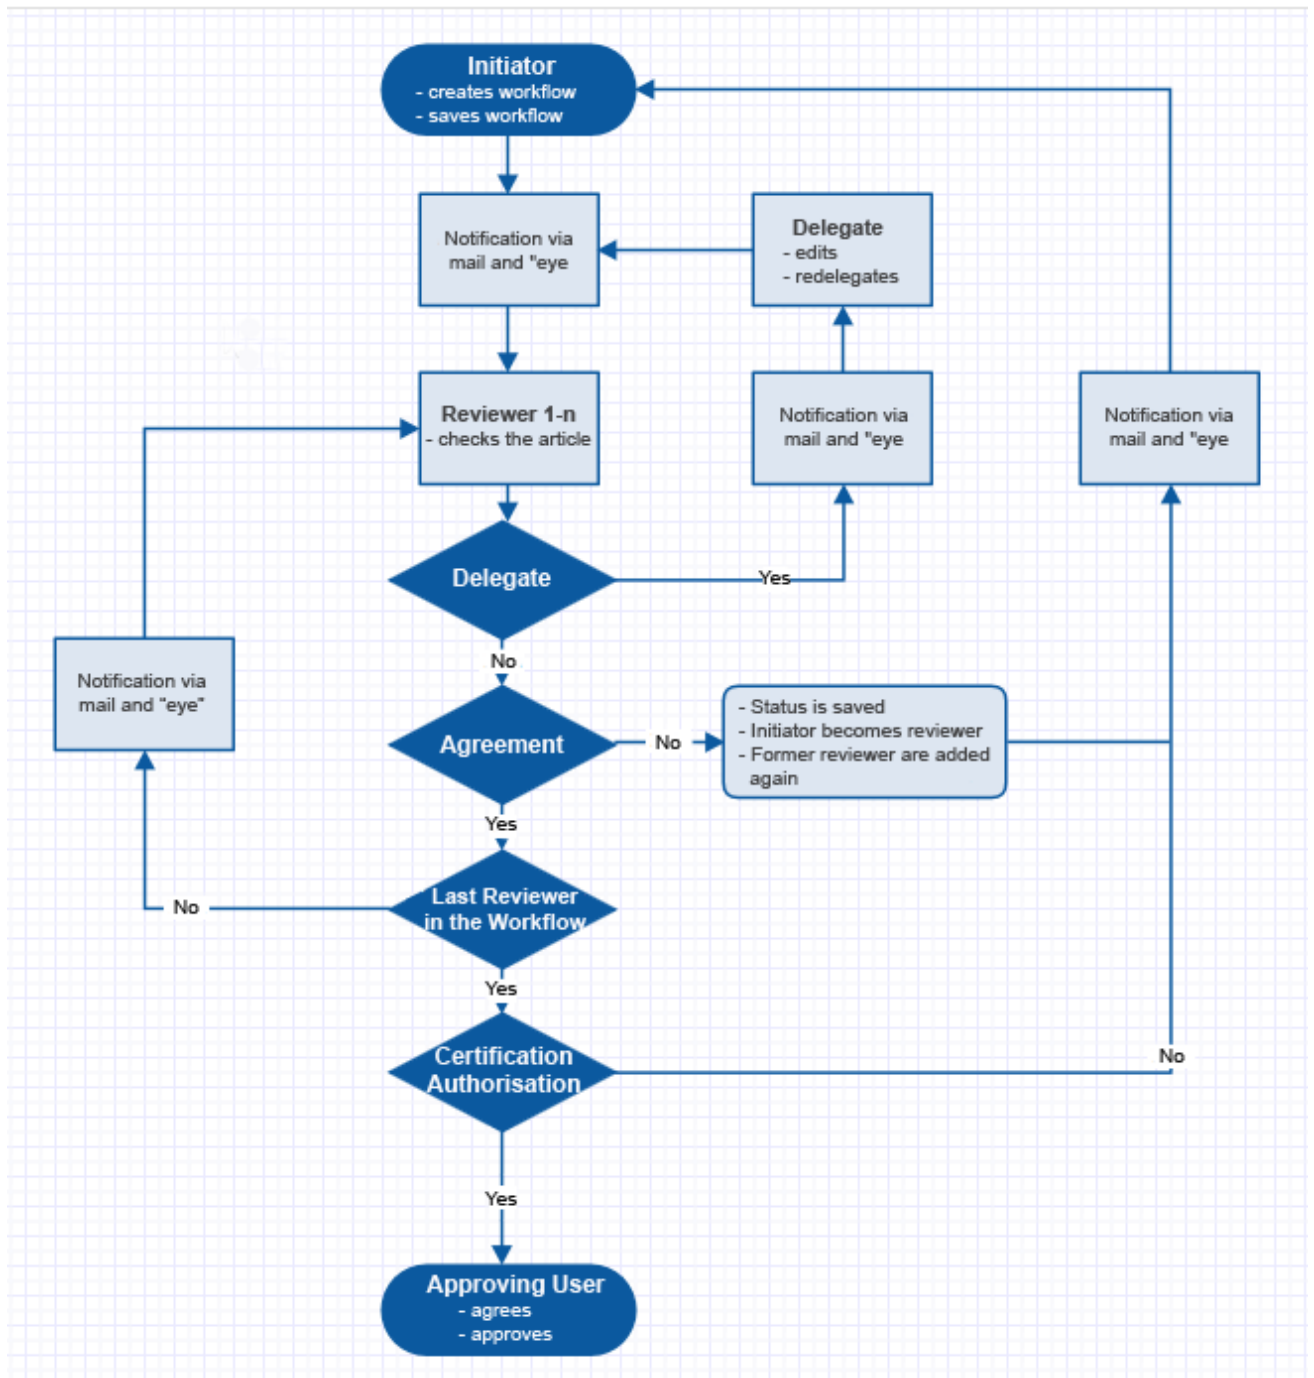 Initiator
- creates workflow
- saves workflow
Notification via
mail and "eye
Delegate
- edits
- redelegates
Reviewer 1-n
- checks the article
Notification via
mail and "eye
Notification via
mail and "eye
Delegate
Yes
No
Notification via
mail and "eye"
Agreement
No
- Status is saved
- Initiator becomes reviewer
- Former reviewer are added
again
Yes
Last Reviewer
in the Workflow
No
Yes
Certification
Authorisation
No
Yes
Approving User
- agrees
- approves